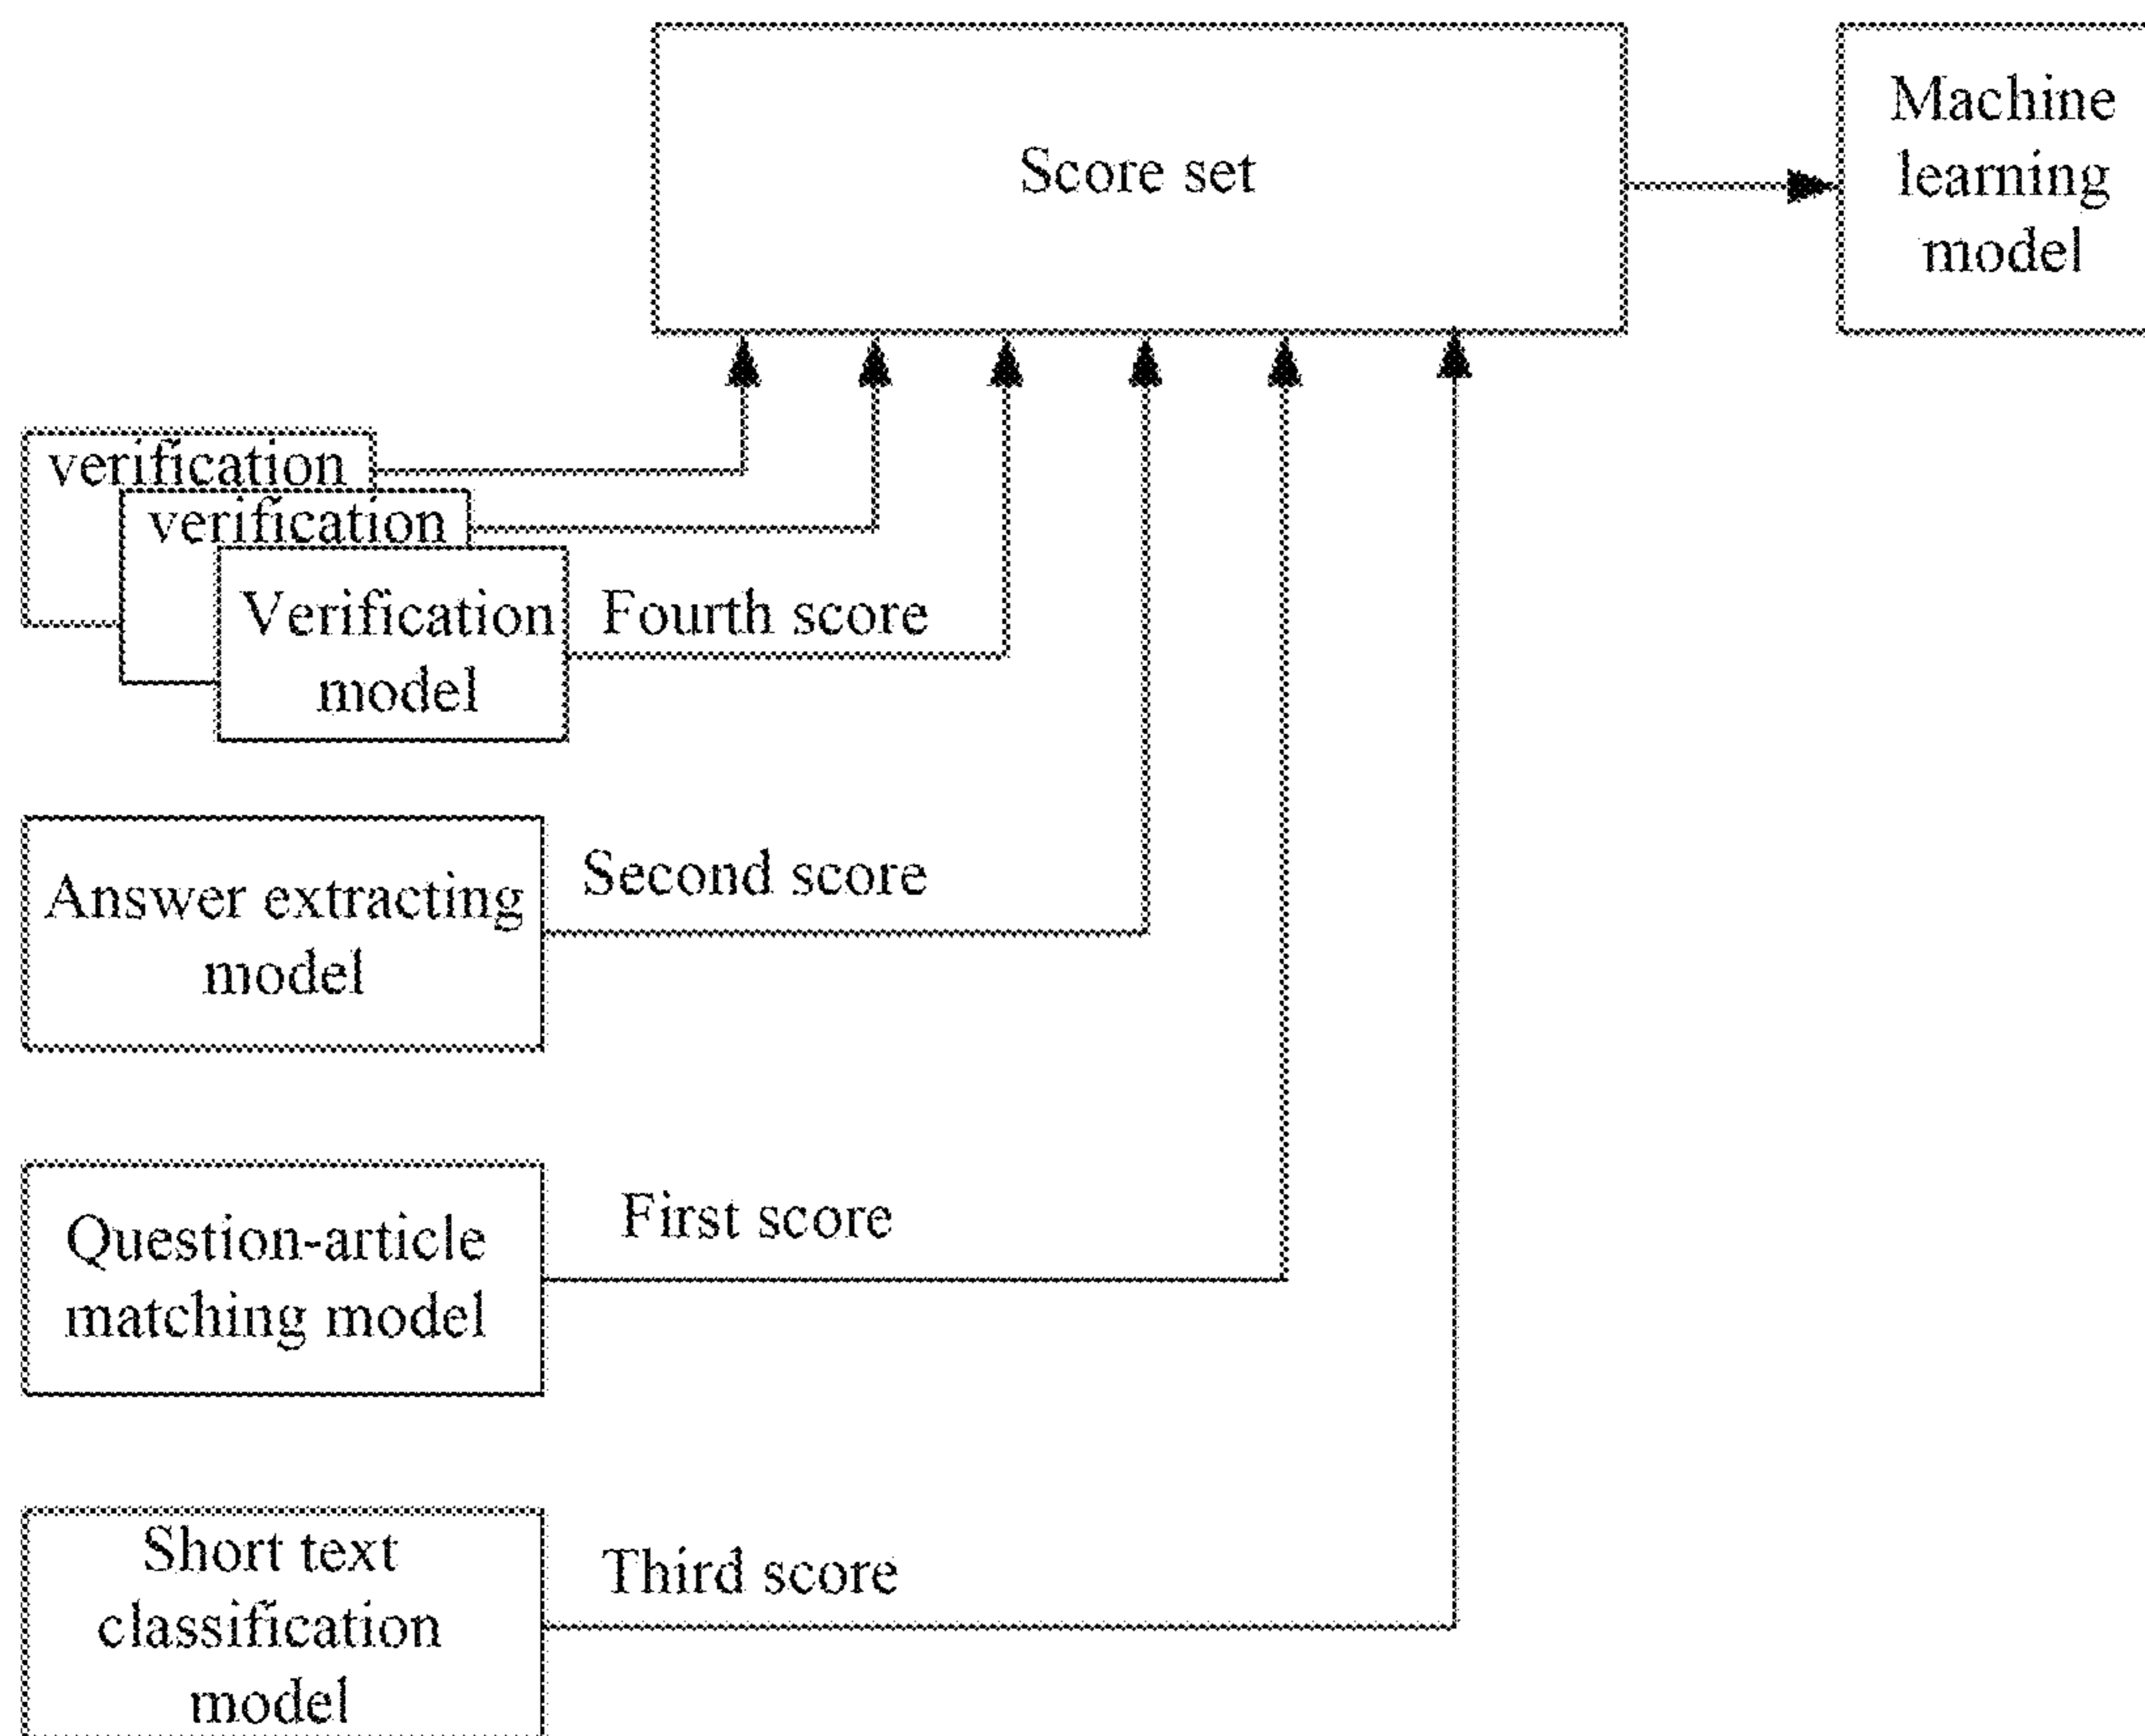 Score set
Machine
learning
model
verification
verification
Verification
model
Fourth score
Answer extracting
model
Second score
Question-article
matching model
First score
Short text
classification
model
Third score